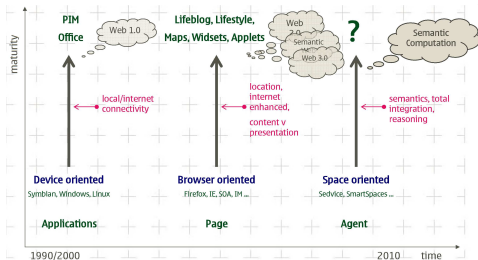 PIM
Office
Web 1.0
Lifeblog, Lifestyle,
Maps, Widsets, Applets
Web
2.0
Semantic
Web 3.0
?
Semantic
Computation
maturity
local/internet
connectivity
location,
internet
enhanced,
content v
presentation
semantics, total
integration,
reasoning
Device oriented
Symbian, Windows, Linux
Browser oriented
Firefox, IE, SOA, IM ...
Space oriented
Sedvice, SmartSpaces ...
Applications
Page
Agent
1990/2000
2010
time